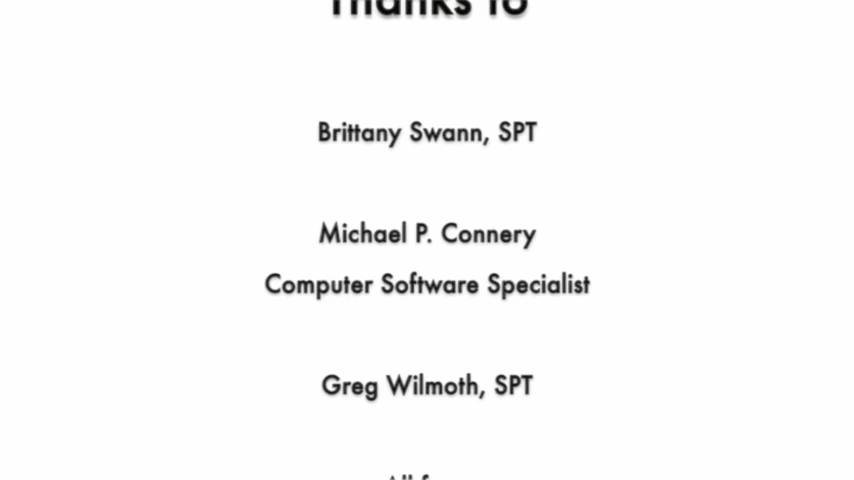 Thanks to
Brittany Swann, SPT
Michael P. Connery
Computer Software Specialist
Greg Wilmoth, SPT